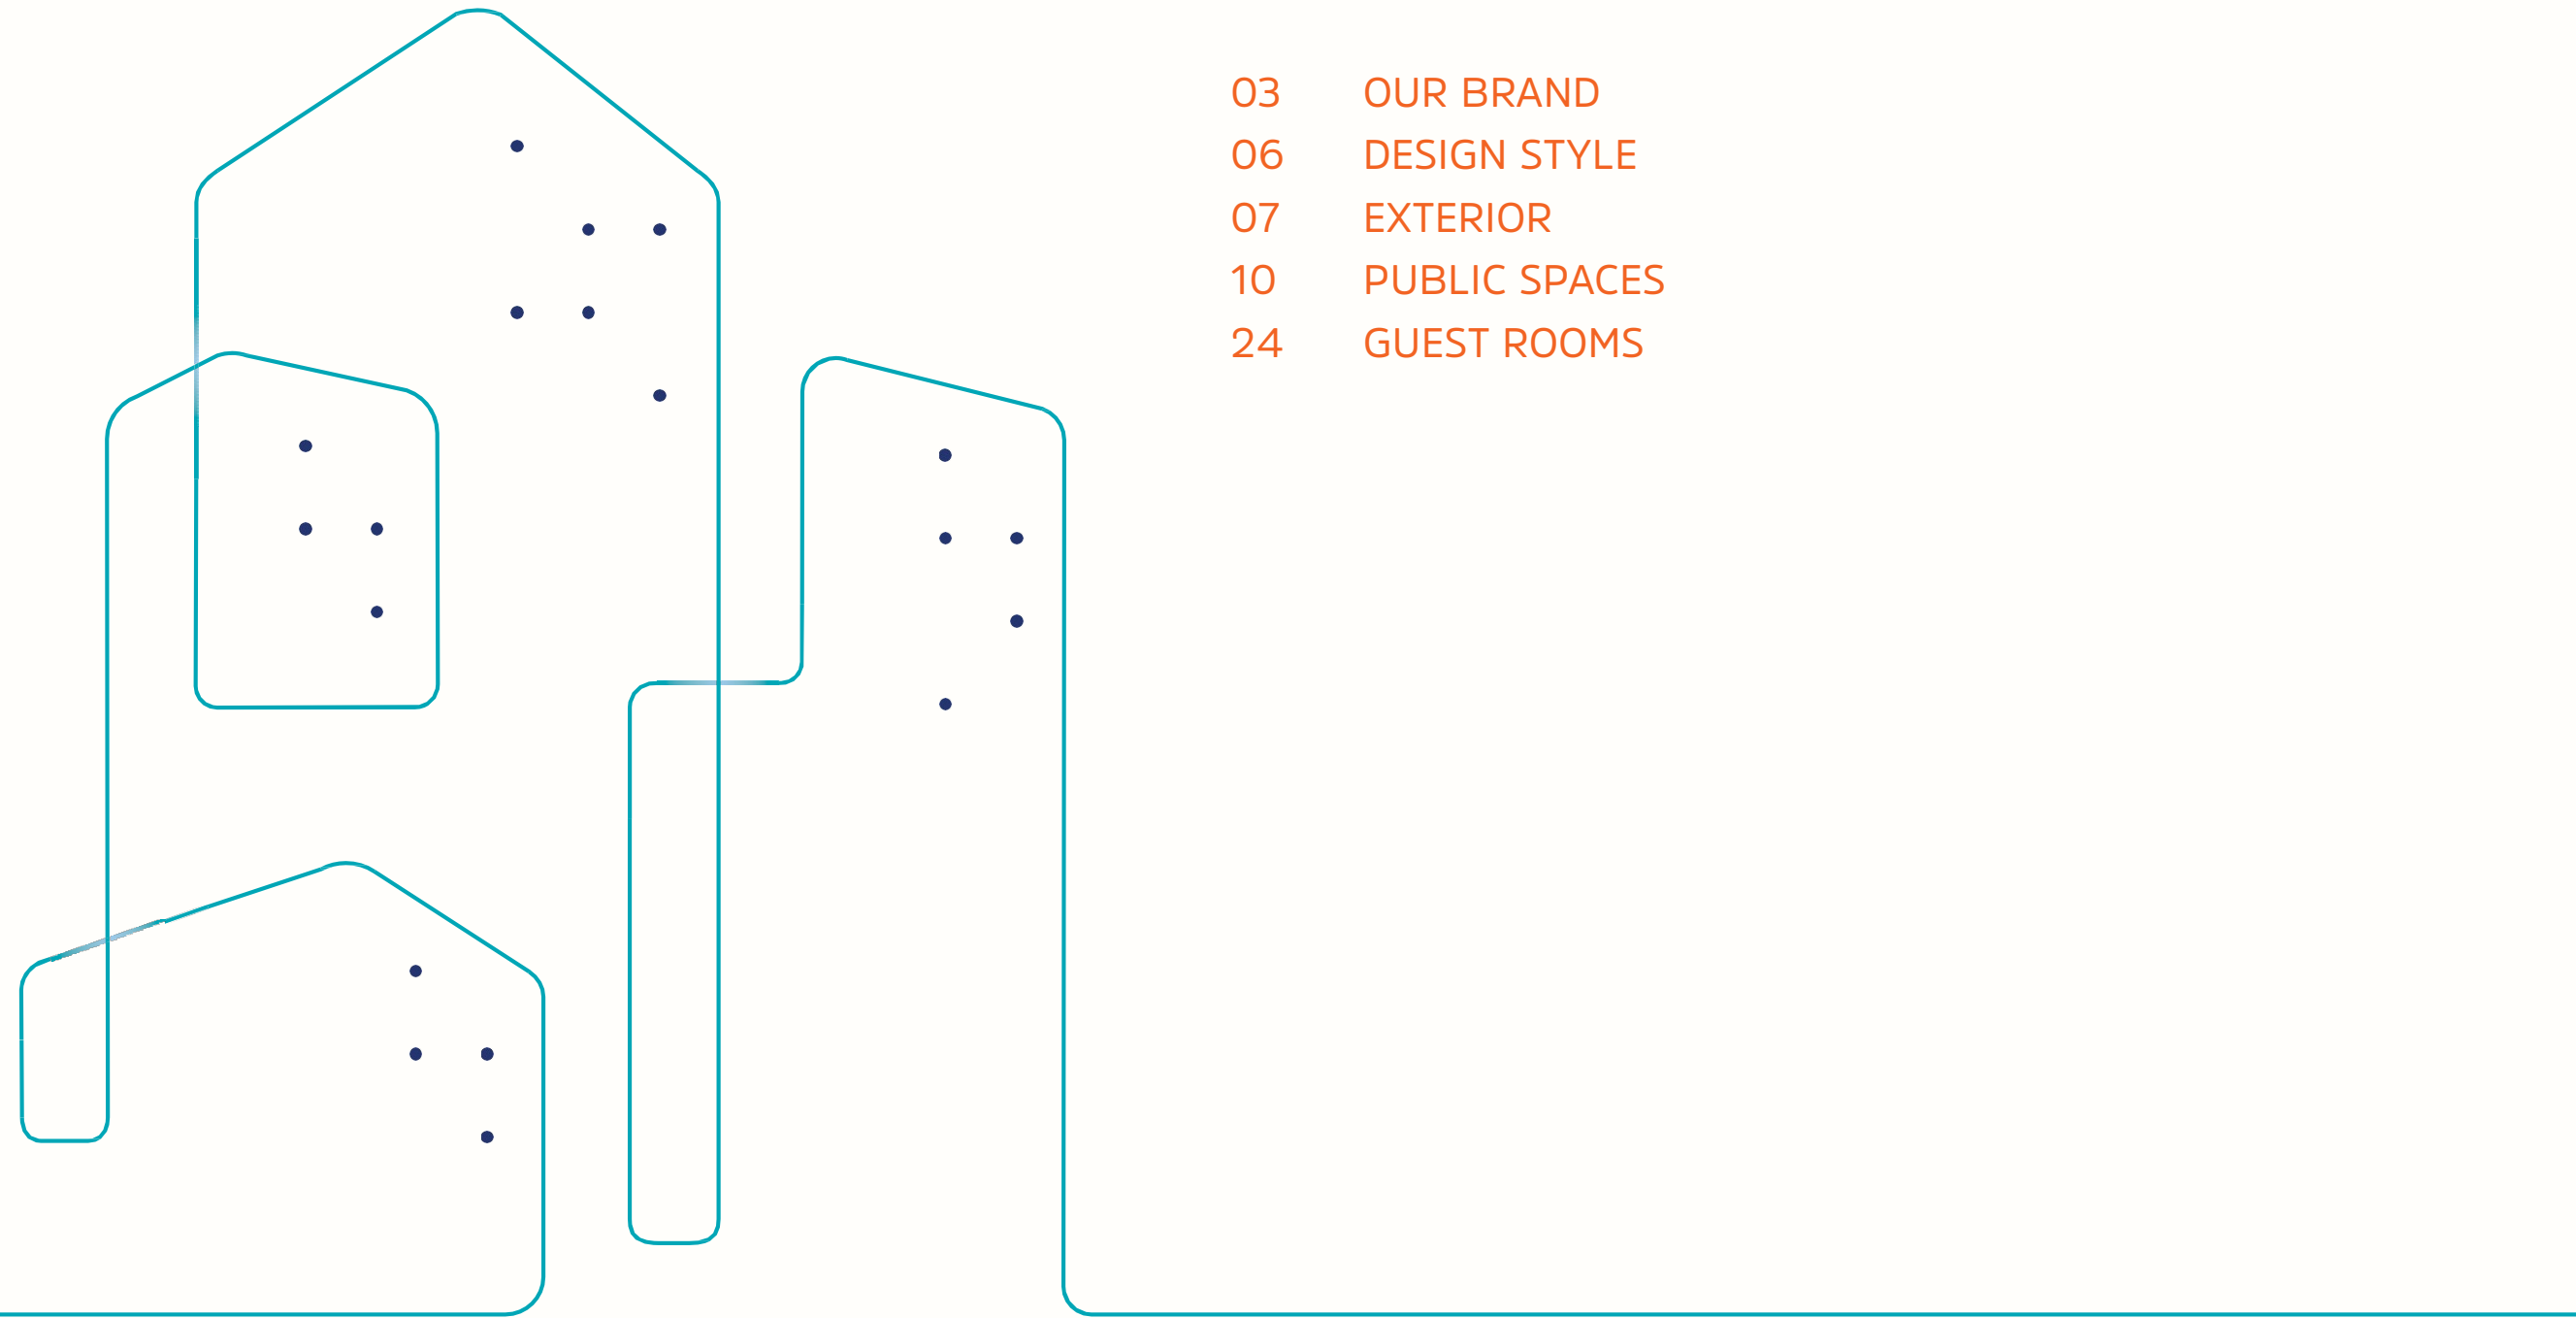 03 OUR BRAND
06 DESIGN STYLE
07 EXTERIOR
10 PUBLIC SPACES
24 GUEST ROOMS